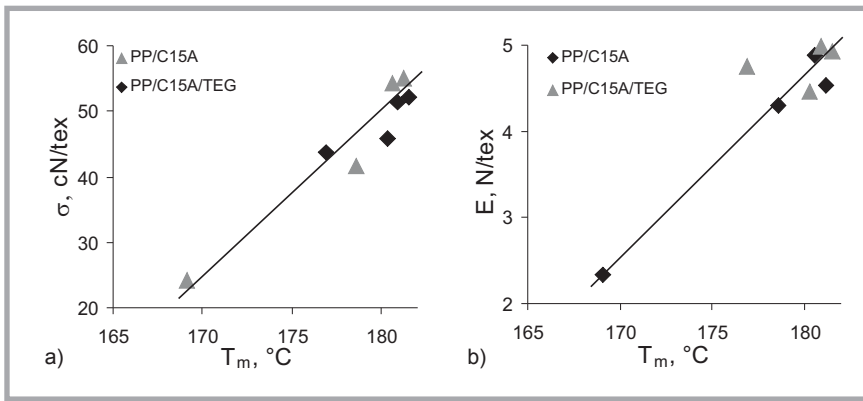 60
50
40
30
20
165
170
175
180
σ, cN/tex
Tm, °C
PP/C15A
PP/C15A/TEG
a)
5
4
3
2
165
170
175
180
E, N/tex
Tm, °C
PP/C15A
PP/C15A/TEG
b)